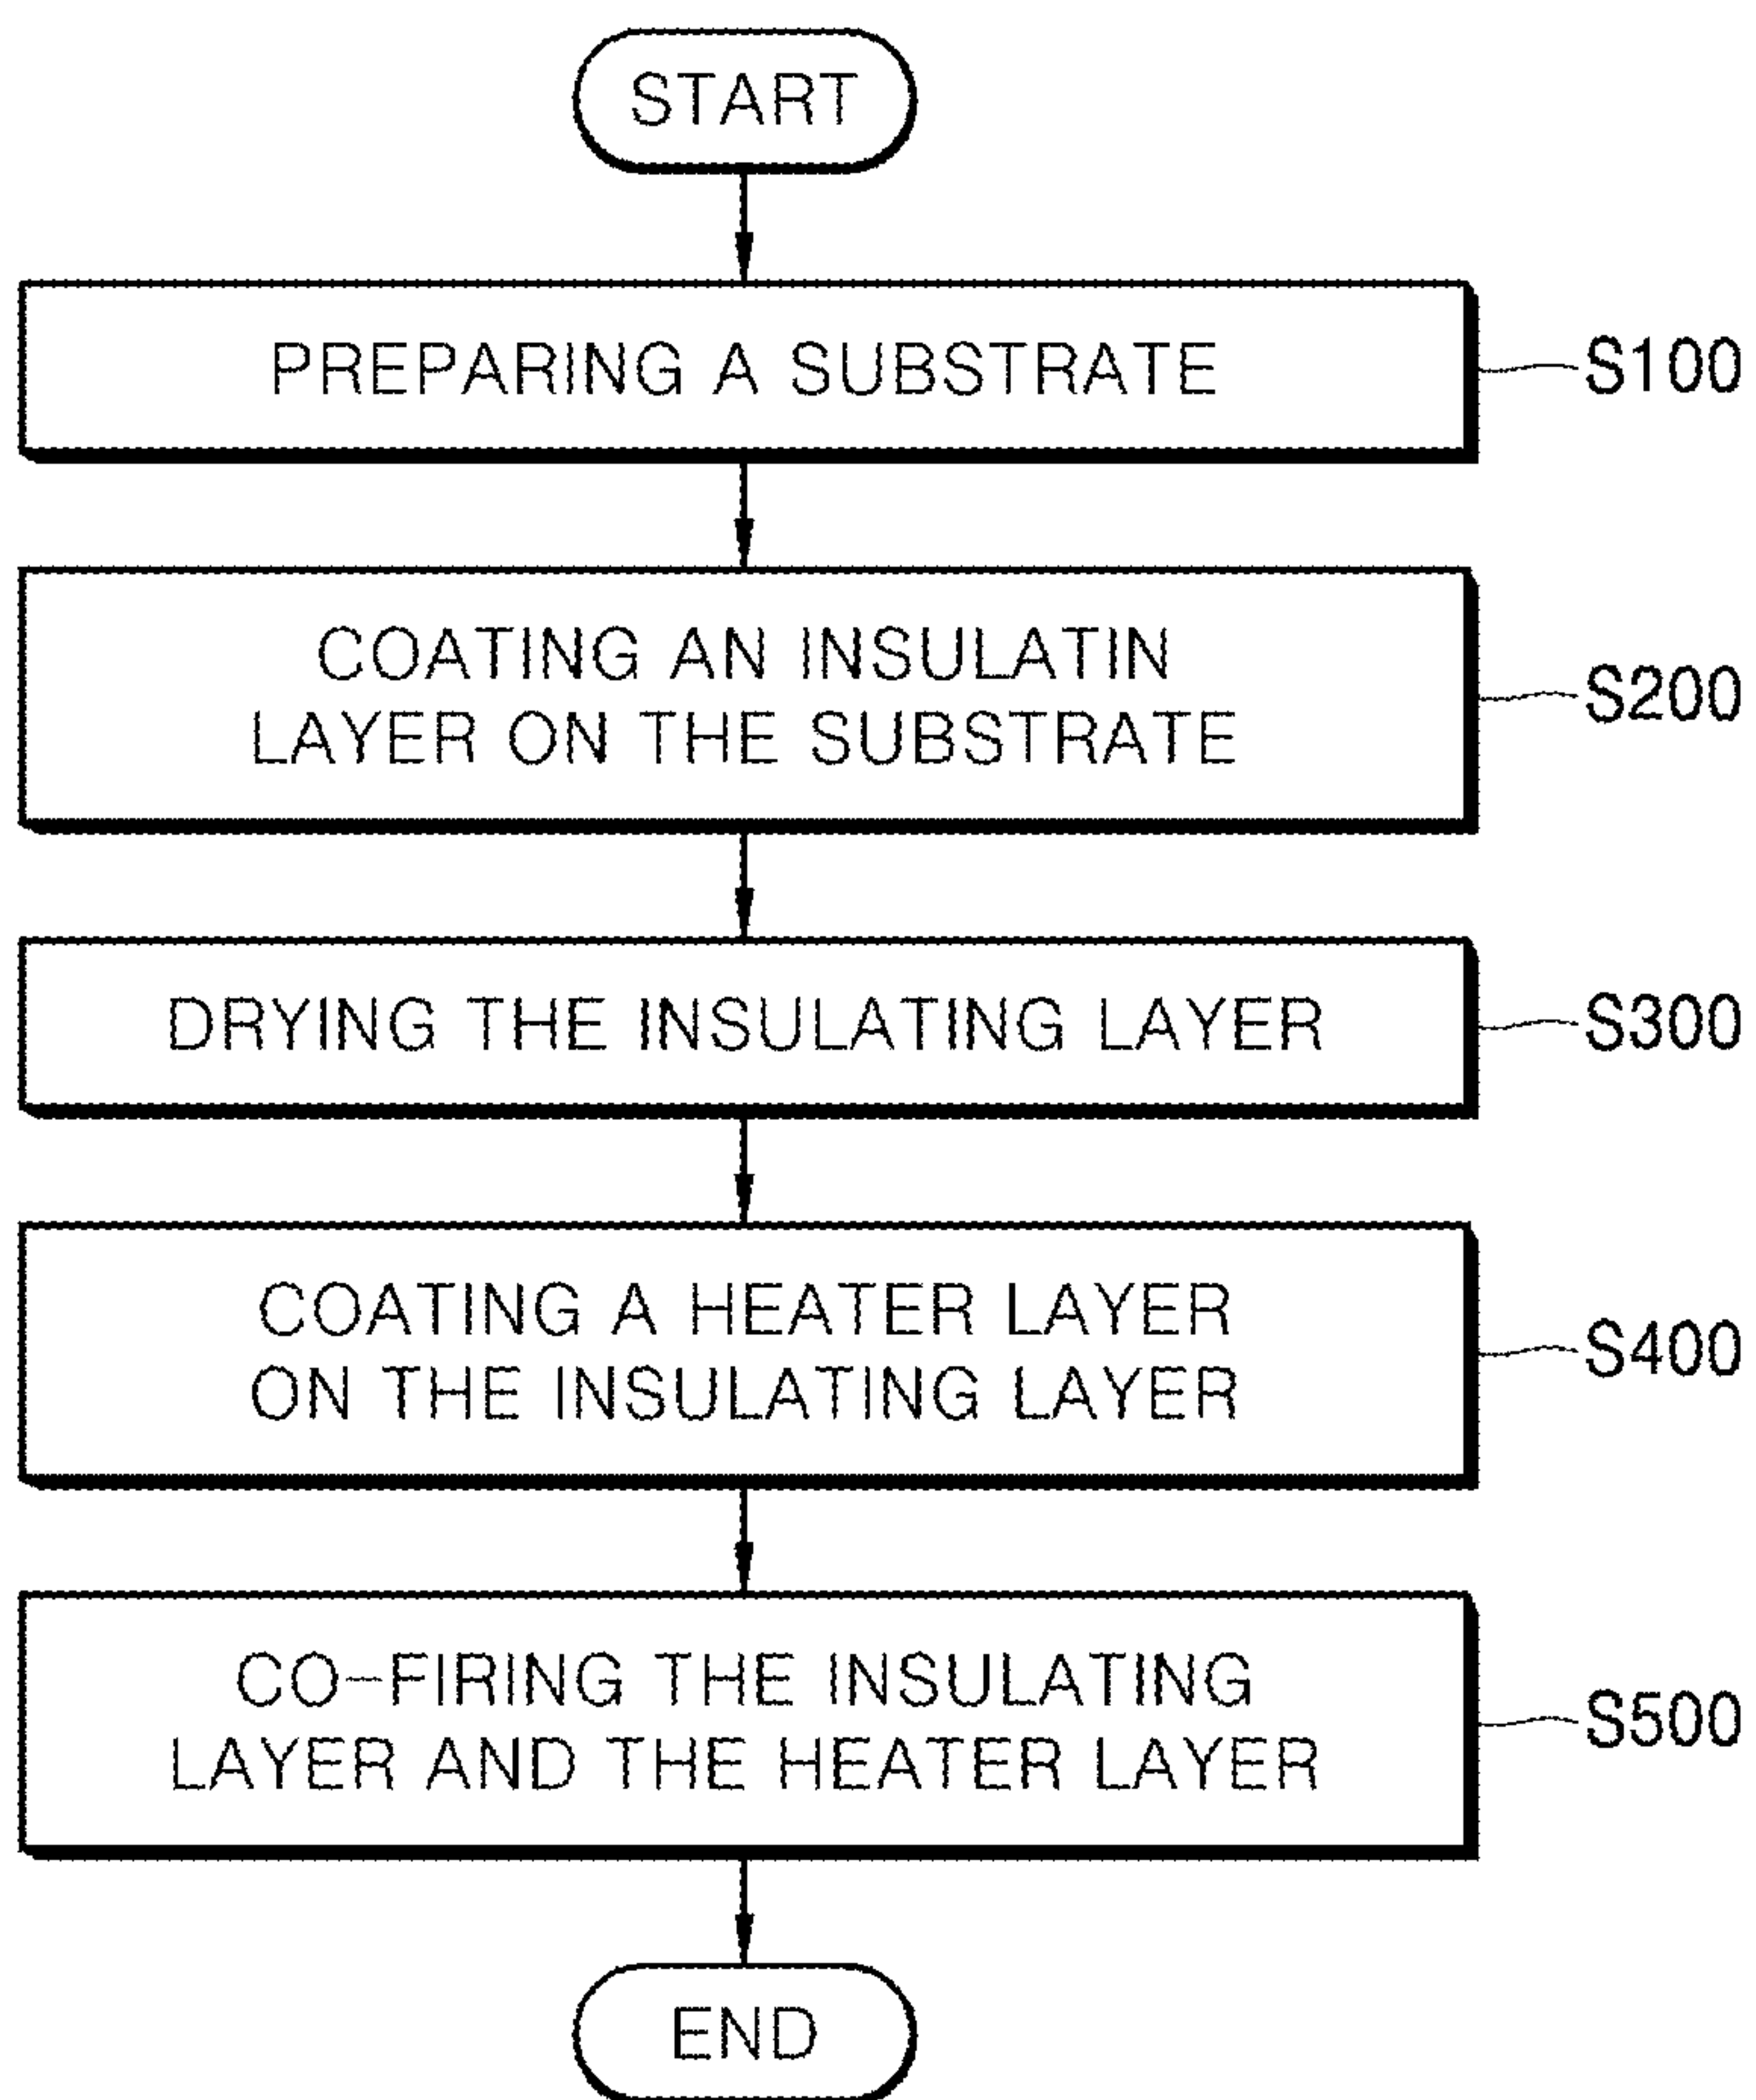 START
PREPARING A SUBSTRATE
S100
COATING AN INSULATIN
LAYER ON THE SUBSTRATE
S200
DRYING THE INSULATING LAYER
S300
COATING A HEATER LAYER
ON THE INSULATING LAYER
S400
CO-FIRING THE INSULATING
LAYER AND THE HEATER LAYER
S500
END